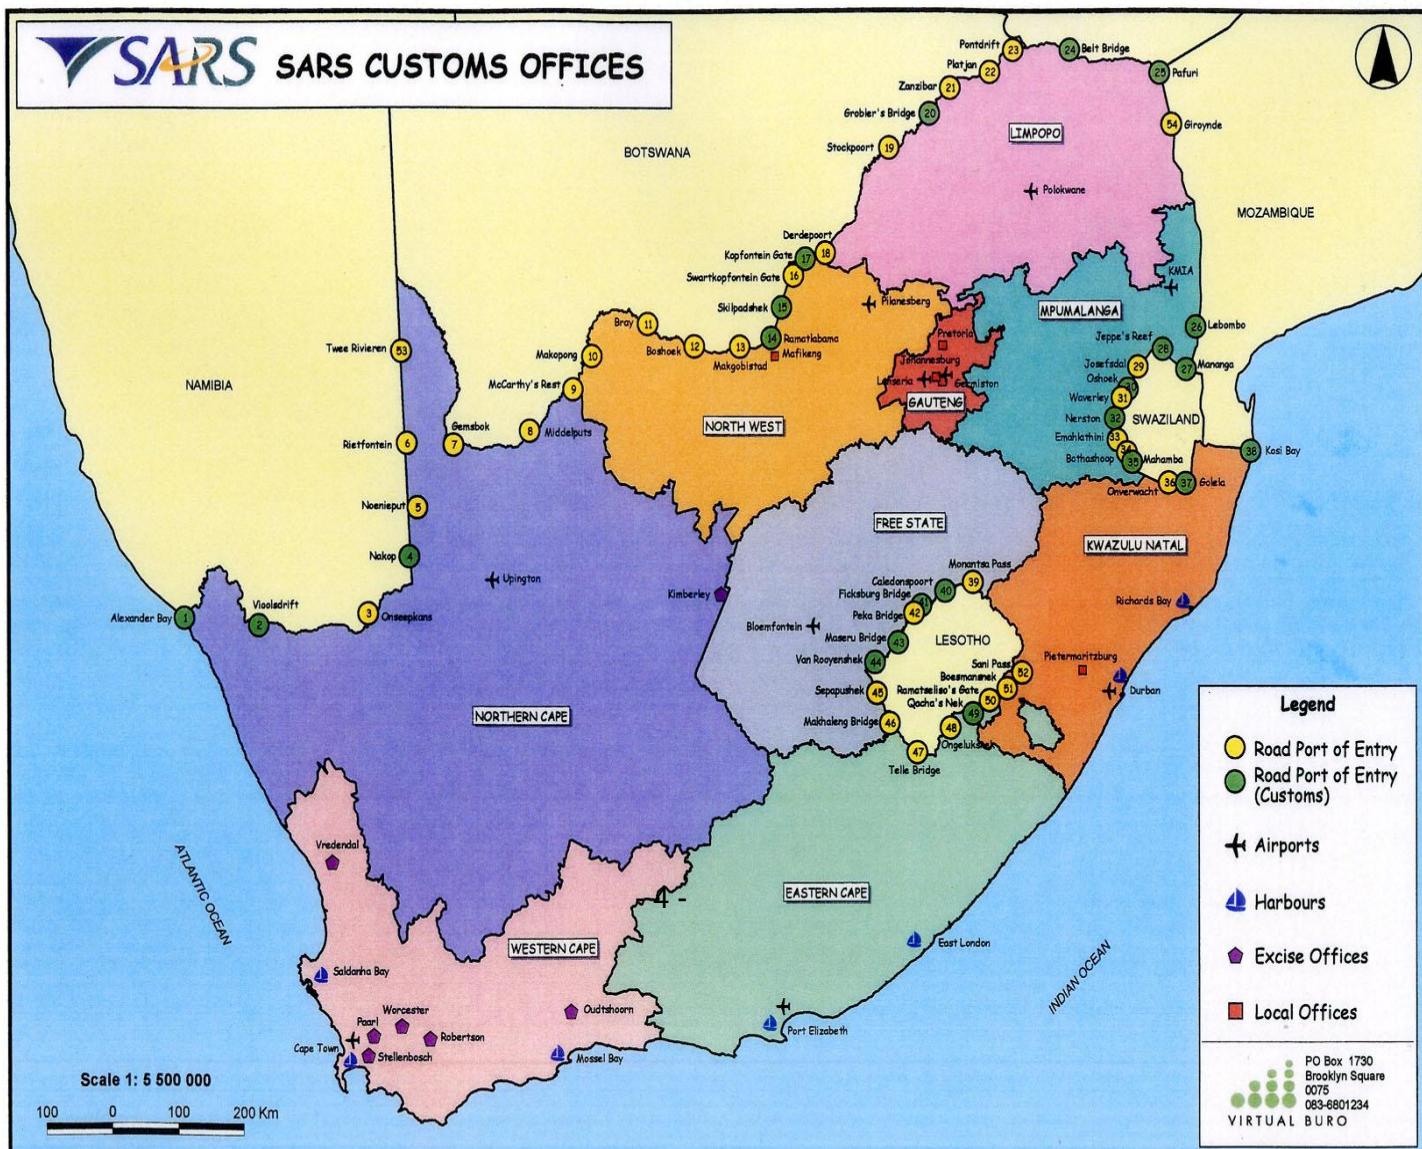 SARS
SARS CUSTOMS OFFICES
Pontdrift
23
24
Beit Bridge
Platjan
22
25
Pafuri
Zanzibar
21
Grobler's Bridge
20
54
Giroynde
LIMPOPO
Stockpoort
19
BOTSWANA
Polokwane
MOZAMBIQUE
Derdepoort
18
Kopfontein Gate
17
Swartkopfontein Gate
16
KMIA
Pilanesberg
Skilpadshek
15
MPUMALANGA
Bray
11
26
Lebombo
Boshoek
12
13
Makgobistad
14
Ramatlabama
Mafikeng
Pretoria
Jeppe's Reef
28
Twee Rivieren
53
Makopong
10
Johannesburg
Josefsdal
29
27
Mananga
Lanseria
Germiston
Oshoek
30
NAMIBIA
McCarthy's Rest
9
GAUTENG
Waverley
31
Nerston
32
SWAZILAND
Gemsbok
7
8
Middelputs
NORTH WEST
Emahlathini
33
Rietfontein
6
34
Bothashoop
35
Mahamba
38
Kosi Bay
Onverwacht
36
37
Golela
Noenieput
5
FREE STATE
KWAZULU NATAL
Nakop
4
Monantsa Pass
39
Upington
Caledonspoort
40
Kimberley
Ficksburg Bridge
41
Richards Bay
Alexander Bay
1
Vioolsdrift
2
3
Onseepkans
Peka Bridge
42
Bloemfontein
Maseru Bridge
43
LESOTHO
Van Rooyenshek
44
Pietermaritzburg
Sani Pass
52
Boesmansnek
51
Durban
Sepapushek
45
Ramatseliso's Gate
50
Qacha's Nek
49
NORTHERN CAPE
Makhaleng Bridge
46
48
Ongelukshek
47
Telle Bridge
Vredendal
ATLANTIC OCEAN
EASTERN CAPE
4 -
WESTERN CAPE
East London
INDIAN OCEAN
Saldanha Bay
Worcester
Oudtshoorn
Paarl
Robertson
Port Elizabeth
Cape Town
Stellenbosch
Mossel Bay
Scale 1: 5 500 000
100 0 100 200 Km
Legend
Road Port of Entry
Road Port of Entry
(Customs)
Airports
Harbours
Excise Offices
Local Offices
PO Box 1730
Brooklyn Square
0075
083-6801234
VIRTUAL BURO